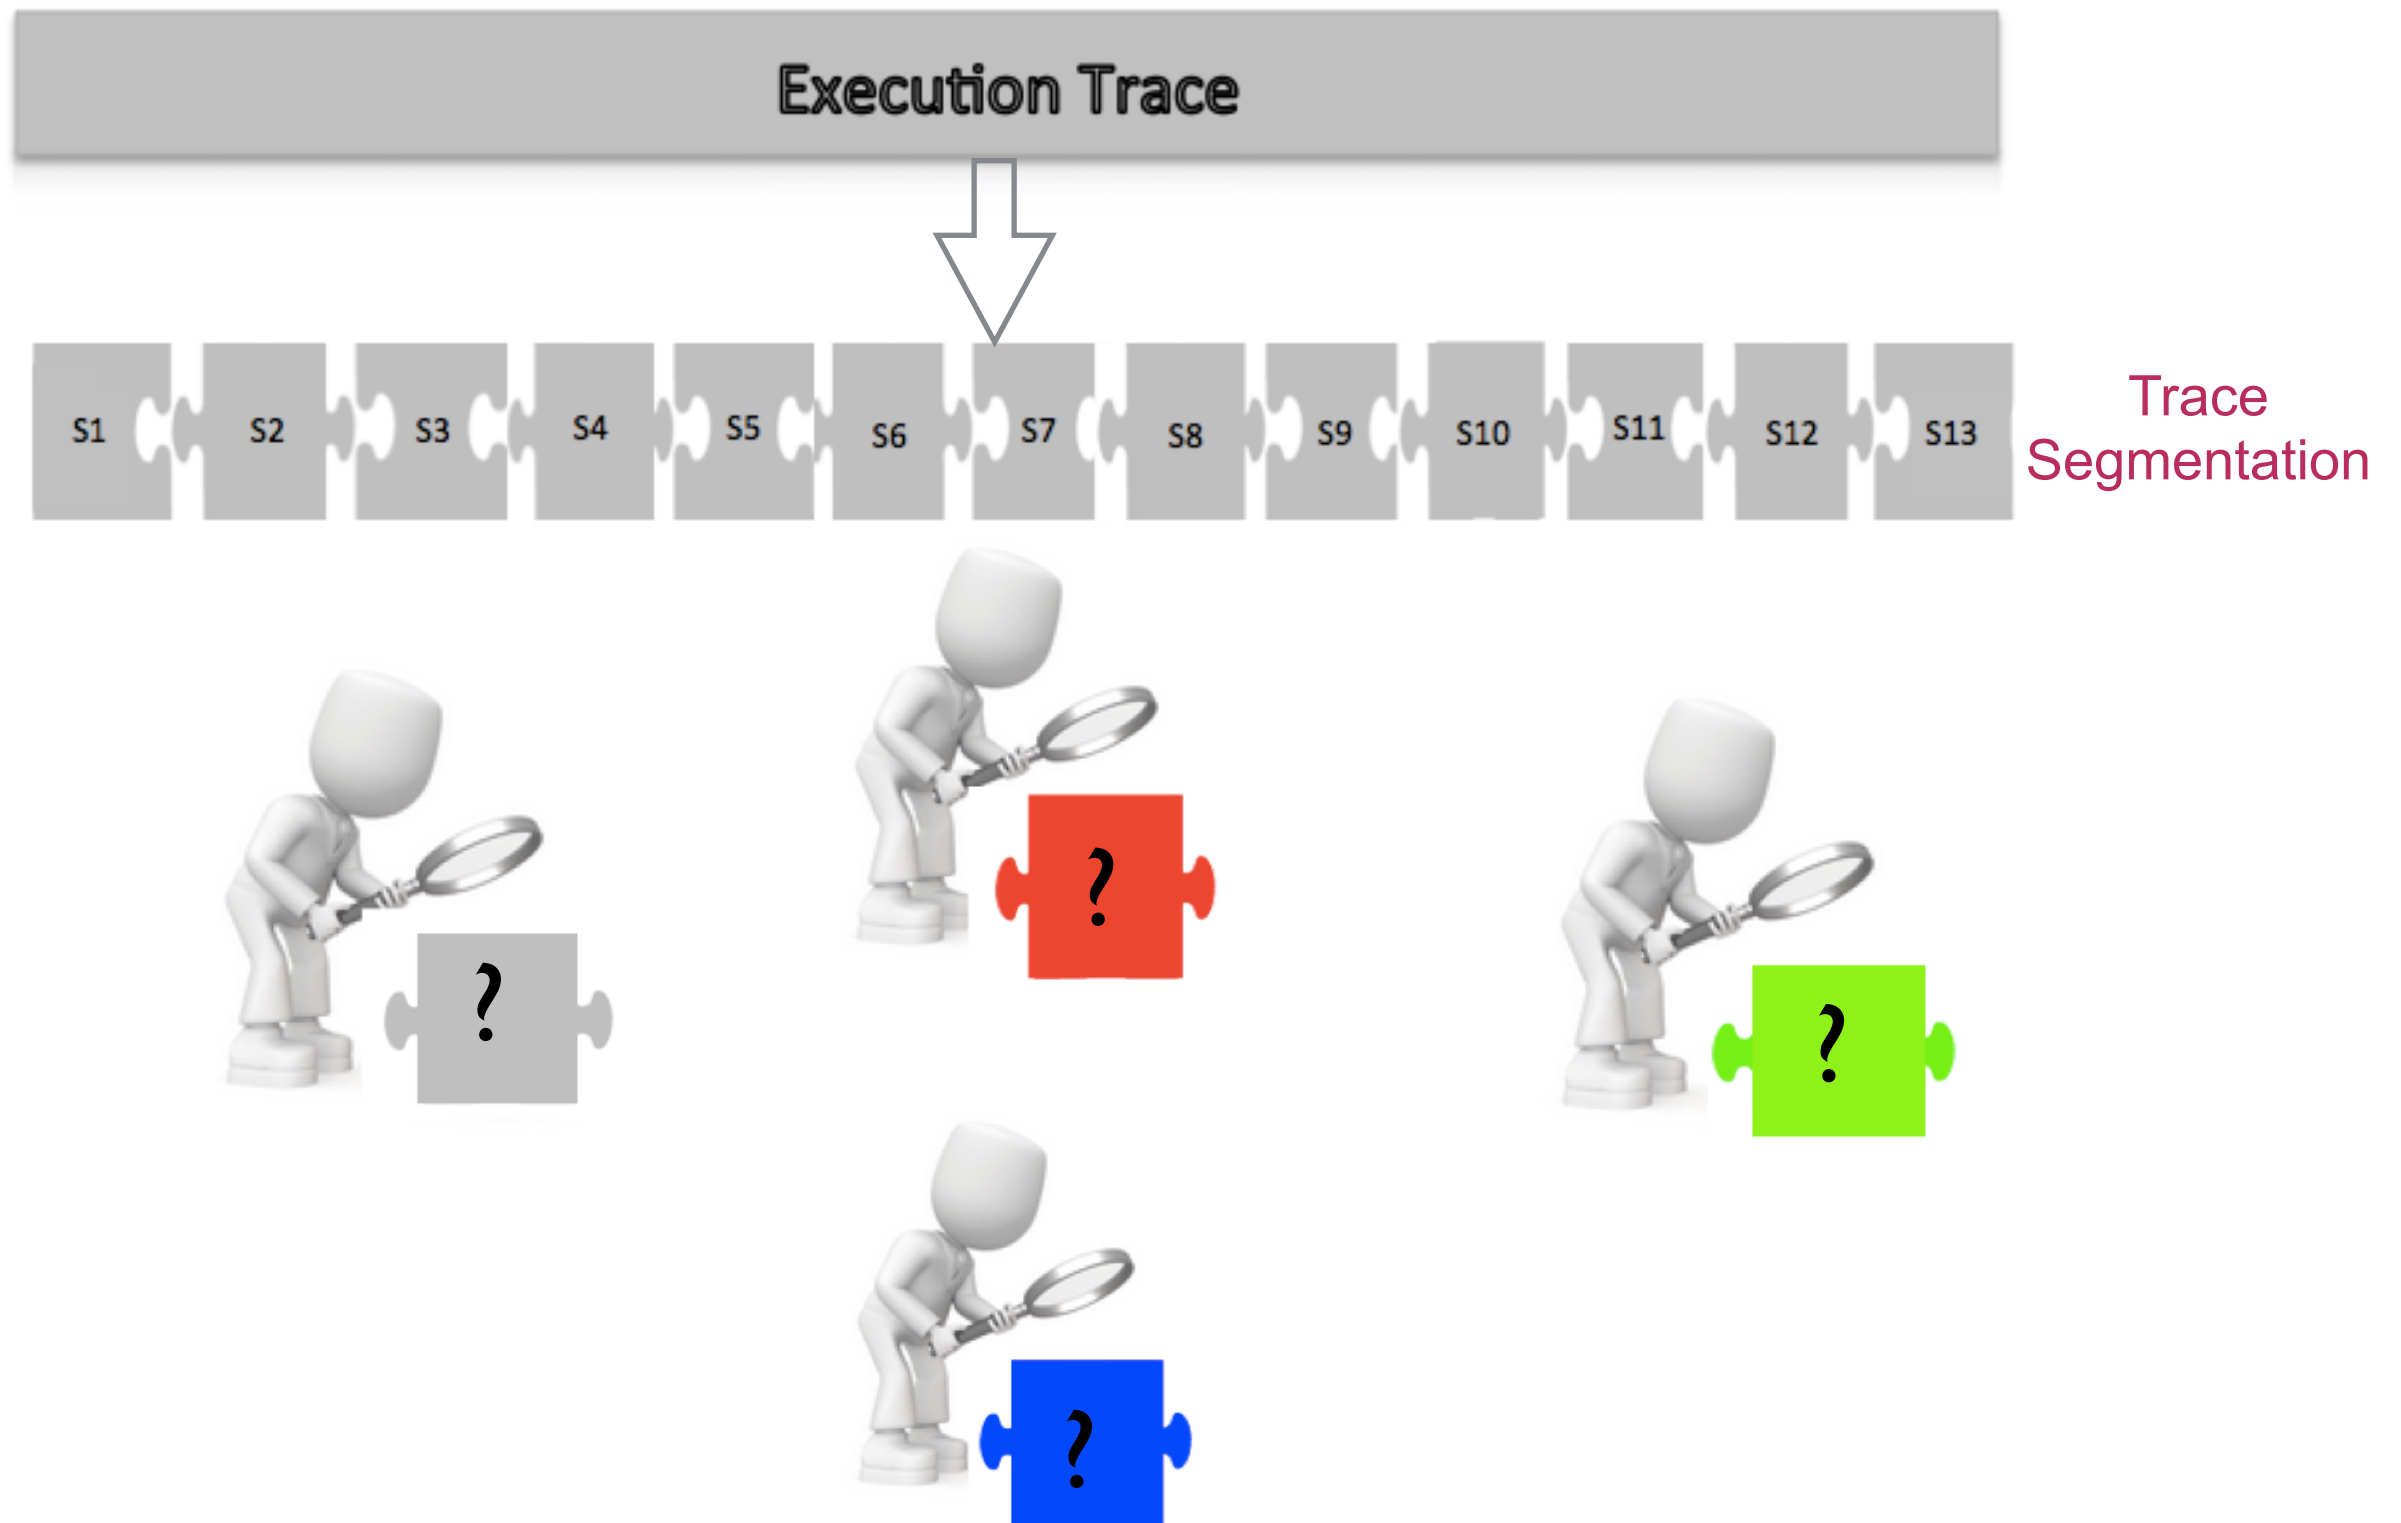 Execution Trace
S1 S2 S3 S4 S5 S6 S7 S8 S9 S10 S11 S12 S13
Trace
Segmentation
?
?
?
?